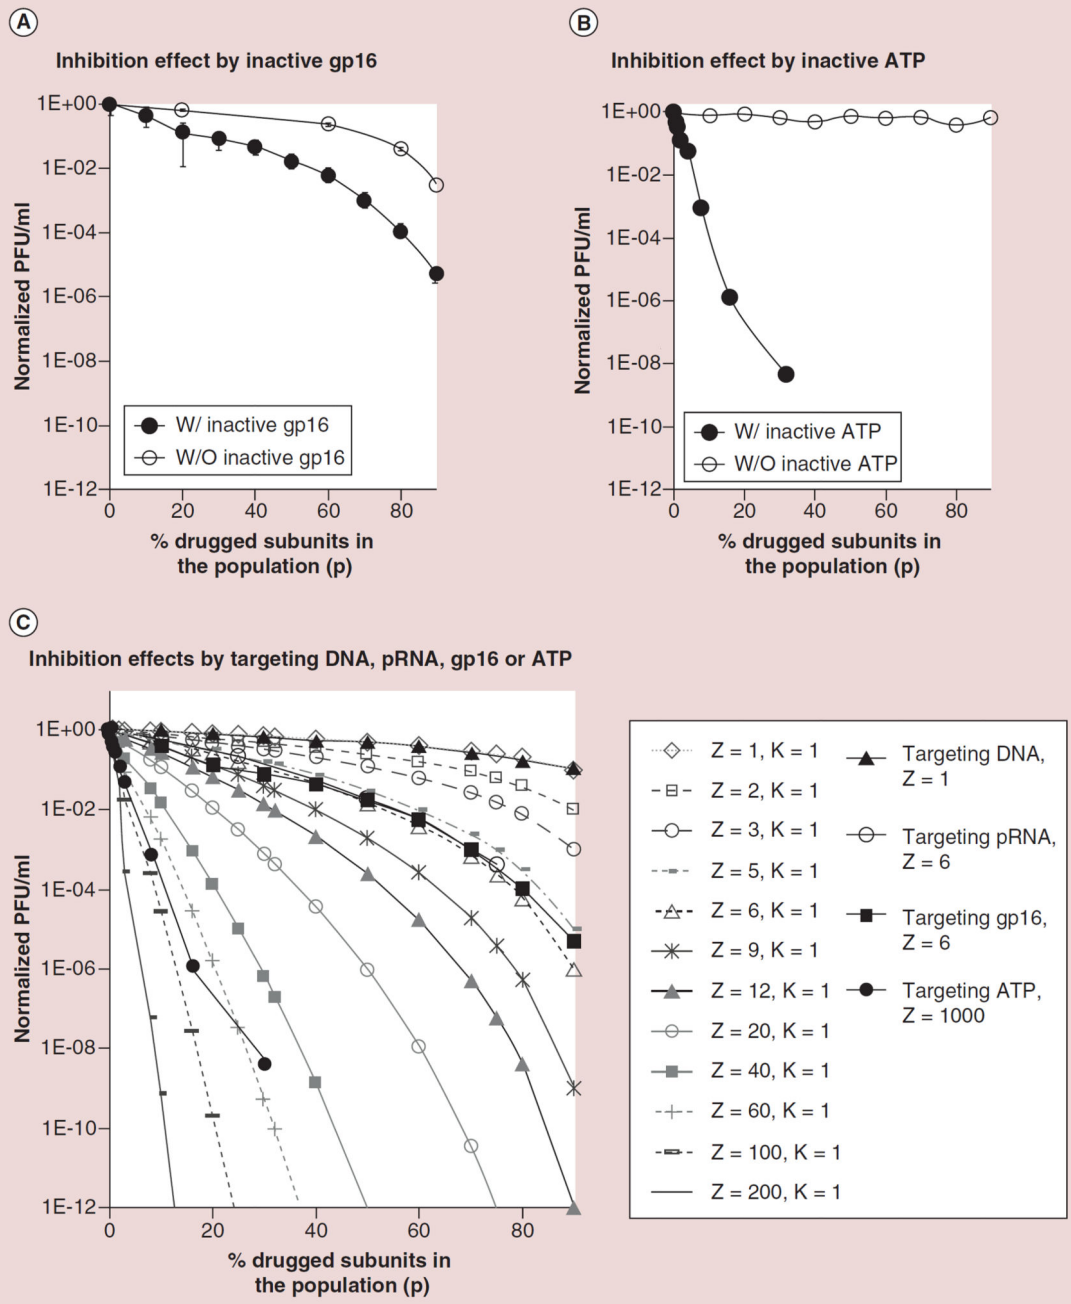 A
Inhibition effect by inactive gp16
Normalized PFU/ml
1E+00
1E-02
1E-04
1E-06
1E-08
1E-10
1E-12
W/ inactive gp16
W/O inactive gp16
0 20 40 60 80
% drugged subunits in
the population (p)
B
Inhibition effect by inactive ATP
Normalized PFU/ml
1E+00
1E-02
1E-04
1E-06
1E-08
1E-10
1E-12
W/ inactive ATP
W/O inactive ATP
0 20 40 60 80
% drugged subunits in
the population (p)
C
Inhibition effects by targeting DNA, pRNA, gp16 or ATP
Normalized PFU/ml
1E+00
1E-02
1E-04
1E-06
1E-08
1E-10
1E-12
0 20 40 60 80
% drugged subunits in
the population (p)
Z = 1, K = 1
Z = 2, K = 1
Z = 3, K = 1
Z = 5, K = 1
Z = 6, K = 1
Z = 9, K = 1
Z = 12, K = 1
Z = 20, K = 1
Z = 40, K = 1
Z = 60, K = 1
Z = 100, K = 1
Z = 200, K = 1
Targeting DNA,
Z = 1
Targeting pRNA,
Z = 6
Targeting gp16,
Z = 6
Targeting ATP,
Z = 1000